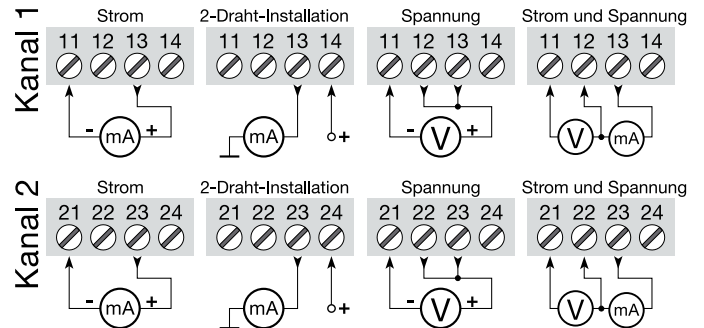 Kanal 1
Strom 2-Draht-Installation Spannung Strom und Spannung
11 12 13 14 11 12 13 14 11 12 13 14 11 12 13 14
- mA + mA + - V + V mA
Kanal 2
Strom 2-Draht-Installation Spannung Strom und Spannung
21 22 23 24 21 22 23 24 21 22 23 24 21 22 23 24
- mA + mA + - V + V mA